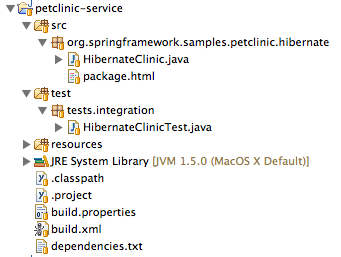 petclinic-service
src
org.springframework.samples.petclinic.hibernate
HibernateClinic.java
package.html
test
tests.integration
HibernateClinicTest.java
resources
JRE System Library [JVM 1.5.0 (MacOS X Default)]
.classpath
.project
build.properties
build.xml
dependencies.txt